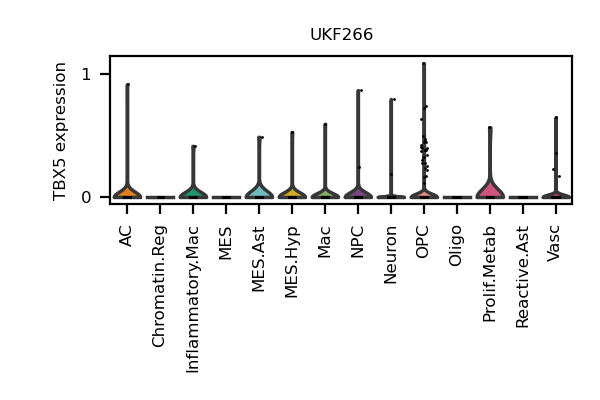 UKF266
TBX5 expression
1
0
AC
Chromatin.Reg
Inflammatory.Mac
MES
MES.Ast
MES.Hyp
Mac
NPC
Neuron
OPC
Oligo
Prolif.Metab
Reactive.Ast
Vasc